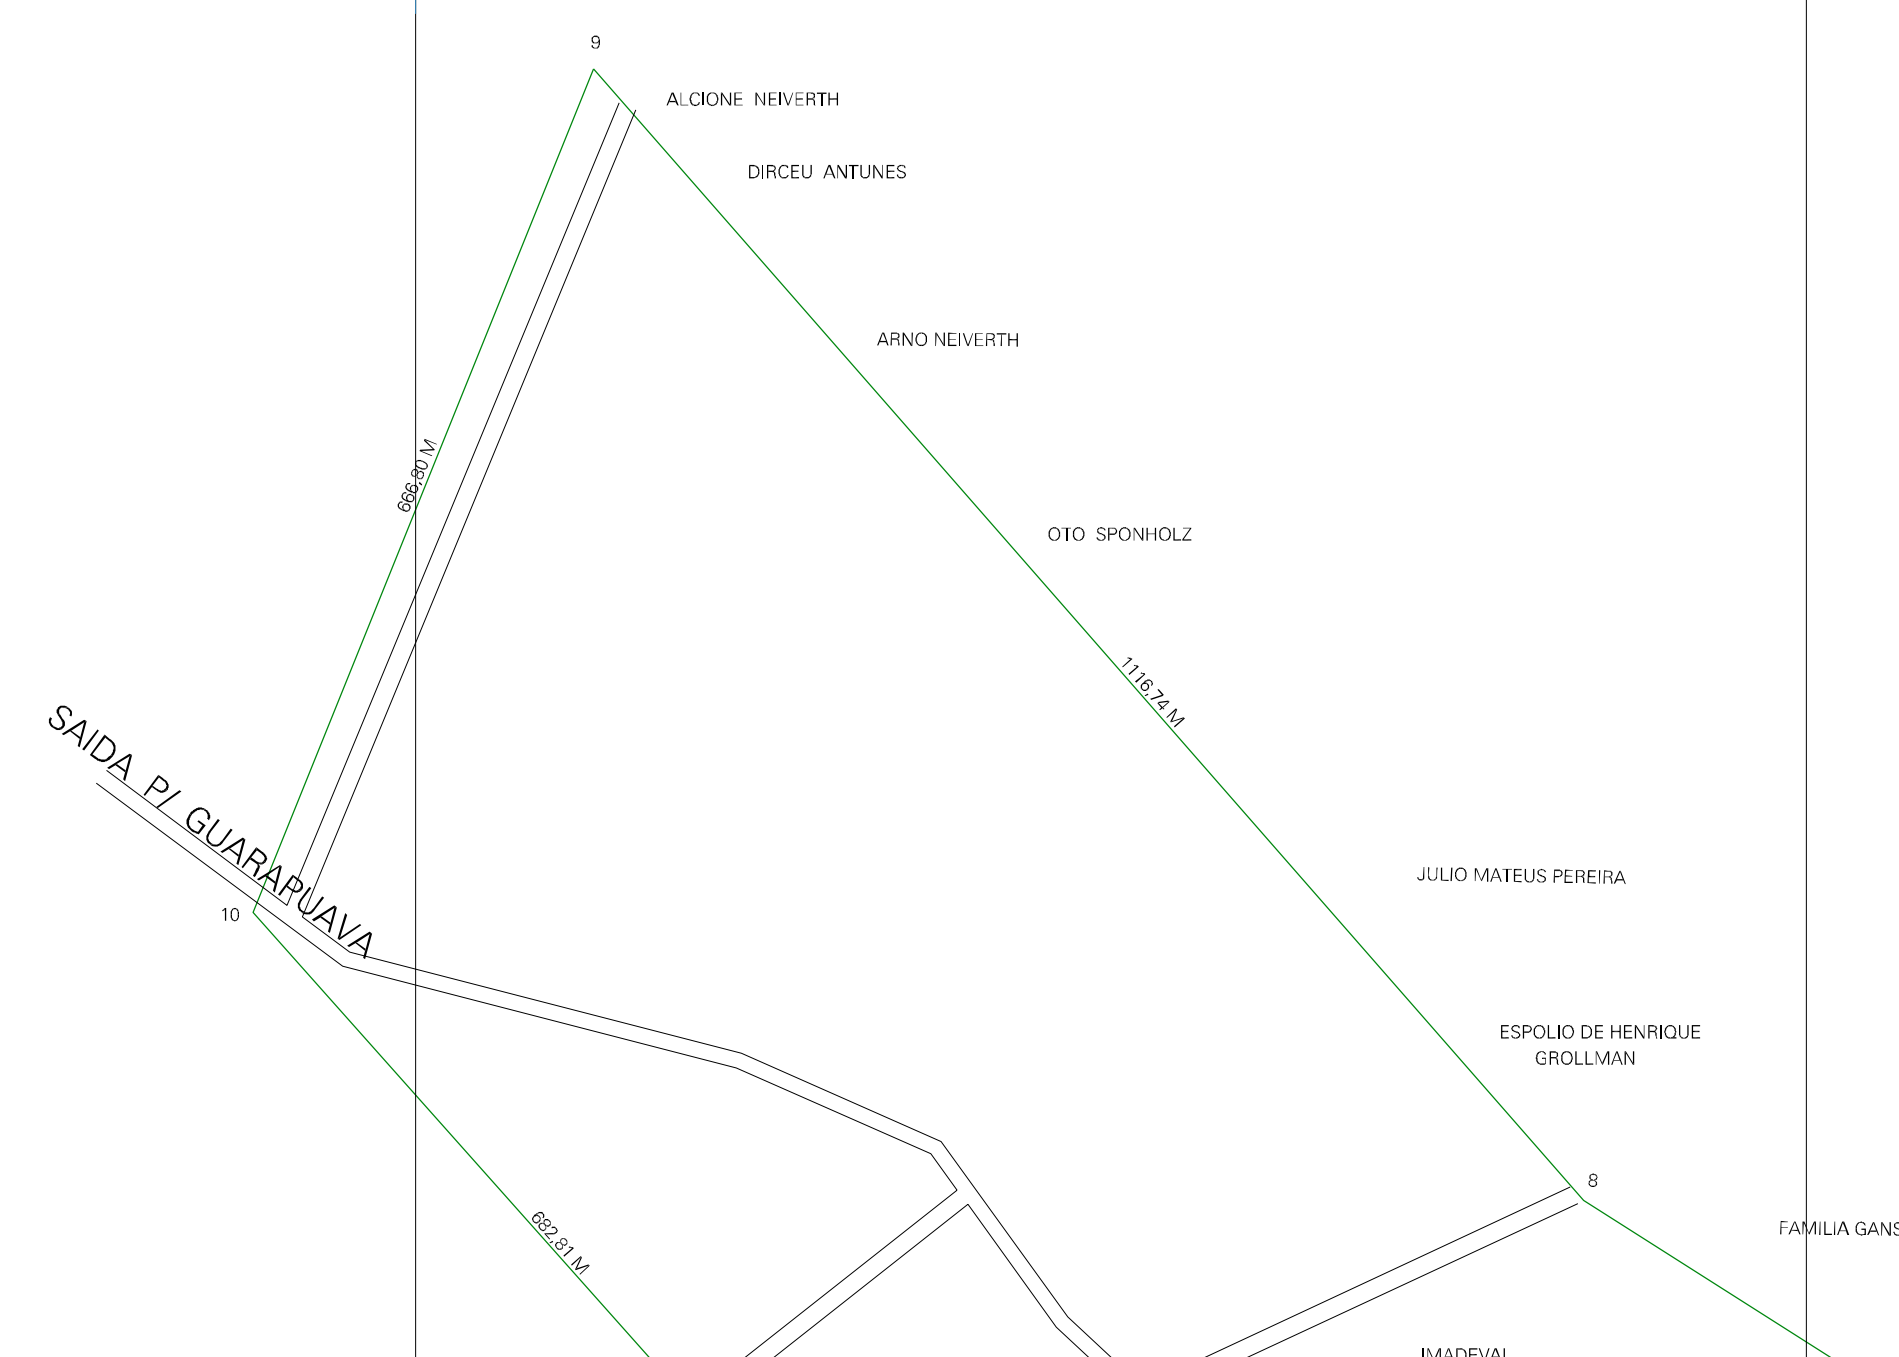 9
ALCIONE NEIVERTH
DIRCEU ANTUNES
ARNO NEIVERTH
666,80 M
OTO SPONHOLZ
1116,74 M
SAIDA P/ GUARAPUAVA
JULIO MATEUS PEREIRA
10
ESPOLIO DE HENRIQUE
GROLLMAN
8
682,81 M
FAMILIA GANS